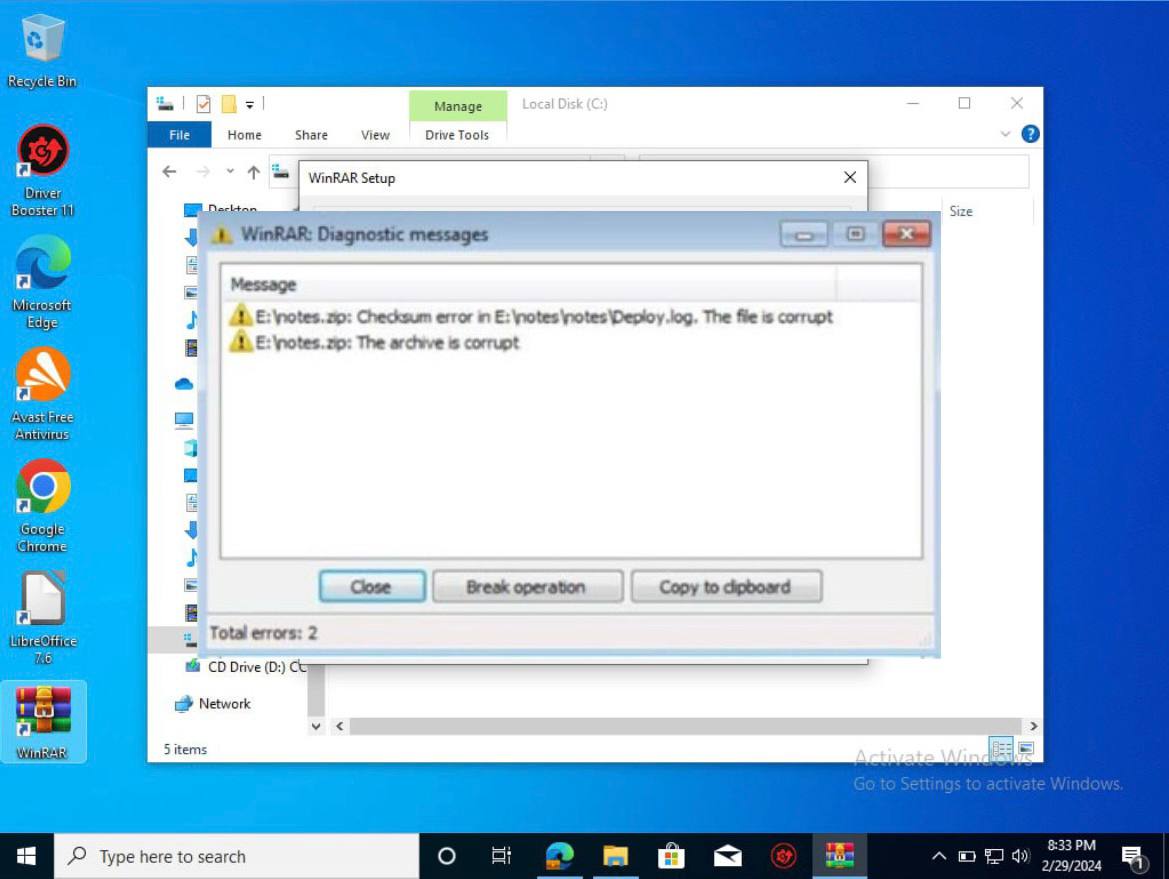 Recycle Bin
Driver
Booster 11
Microsoft
Edge
Avast Free
Antivirus
Google
Chrome
LibreOffice
7.6
WinRAR
Manage
Local Disk (C:)
File
Home
Share
View
Drive Tools
WinRAR Setup
Desktop
Size
WinRAR: Diagnostic messages
Message
E:\notes.zip: Checksum error in E:\notes\notes\Deploy.log. The file is corrupt
E:\notes.zip: The archive is corrupt
Close
Break operation
Copy to clipboard
Total errors: 2
CD Drive (D:) CC
Network
5 items
Activate Windows
Go to Settings to activate Windows.
Type here to search
8:33 PM
2/29/2024
1